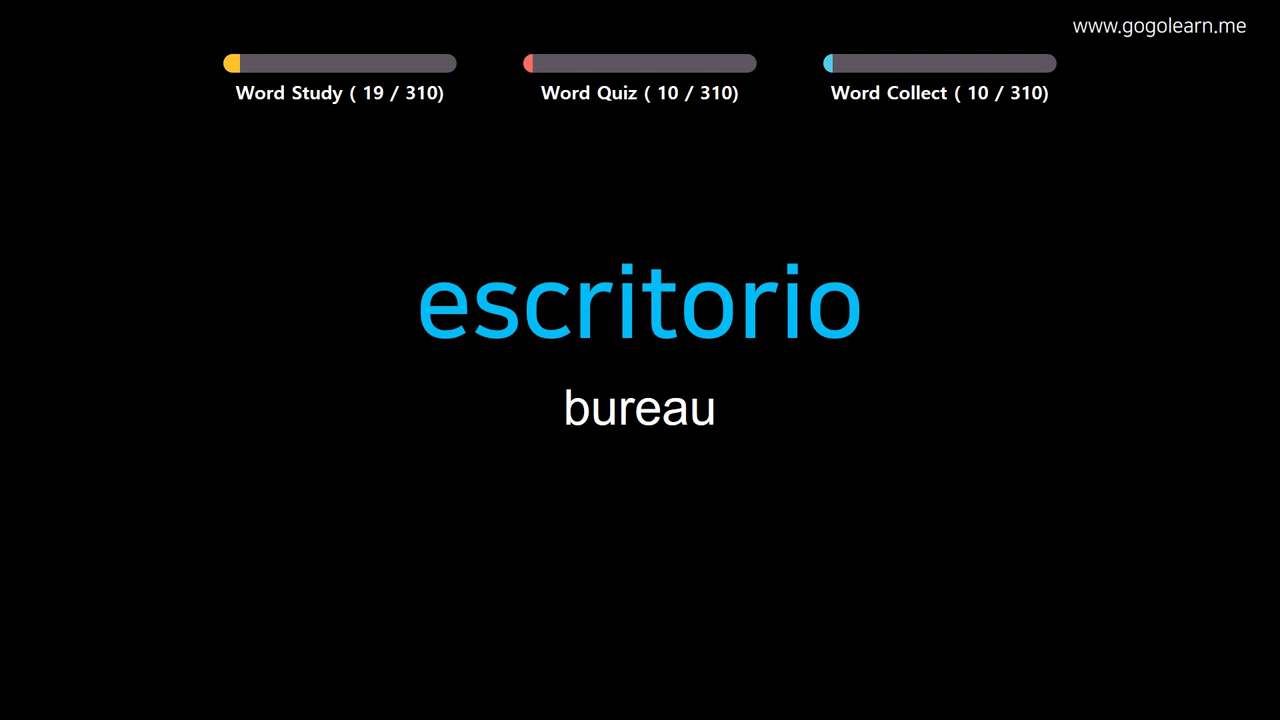 www.gogolearn.me
Word Study ( 19 / 310)
Word Quiz ( 10 / 310)
Word Collect ( 10 / 310)
escritorio
bureau